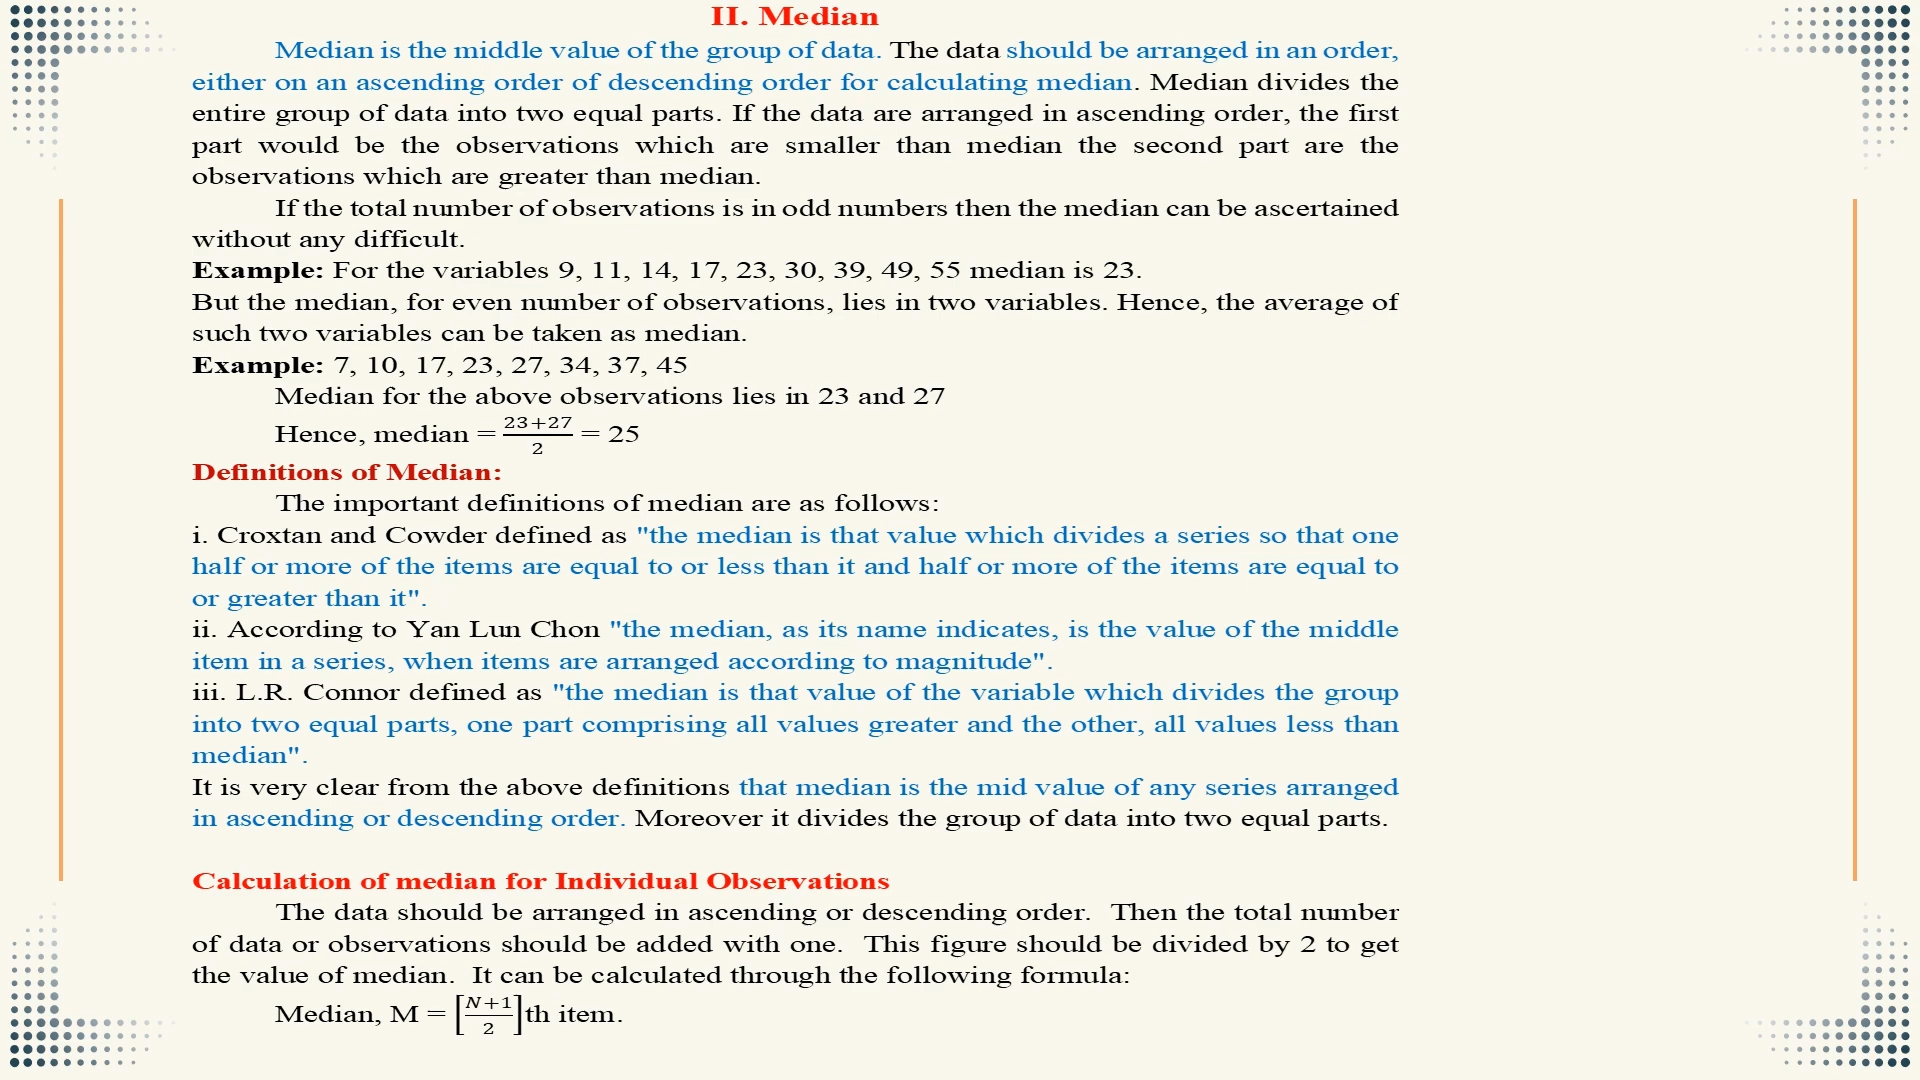 II. Median
Median is the middle value of the group of data. The data should be arranged in an order,
either on an ascending order of descending order for calculating median. Median divides the
entire group of data into two equal parts. If the data are arranged in ascending order, the first
part would be the observations which are smaller than median the second part are the
observations which are greater than median.
If the total number of observations is in odd numbers then the median can be ascertained
without any difficult.
Example: For the variables 9, 11, 14, 17, 23, 30, 39, 49, 55 median is 23.
But the median, for even number of observations, lies in two variables. Hence, the average of
such two variables can be taken as median.
Example: 7, 10, 17, 23, 27, 34, 37, 45
Median for the above observations lies in 23 and 27
Hence, median = \frac{23+27}{2} = 25
Definitions of Median:
The important definitions of median are as follows:
i. Croxtan and Cowder defined as "the median is that value which divides a series so that one
half or more of the items are equal to or less than it and half or more of the items are equal to
or greater than it".
ii. According to Yan Lun Chon "the median, as its name indicates, is the value of the middle
item in a series, when items are arranged according to magnitude".
iii. L.R. Connor defined as "the median is that value of the variable which divides the group
into two equal parts, one part comprising all values greater and the other, all values less than
median".
It is very clear from the above definitions that median is the mid value of any series arranged
in ascending or descending order. Moreover it divides the group of data into two equal parts.
Calculation of median for Individual Observations
The data should be arranged in ascending or descending order. Then the total number
of data or observations should be added with one. This figure should be divided by 2 to get
the value of median. It can be calculated through the following formula:
Median, M = [\frac{N+1}{2}]th item.